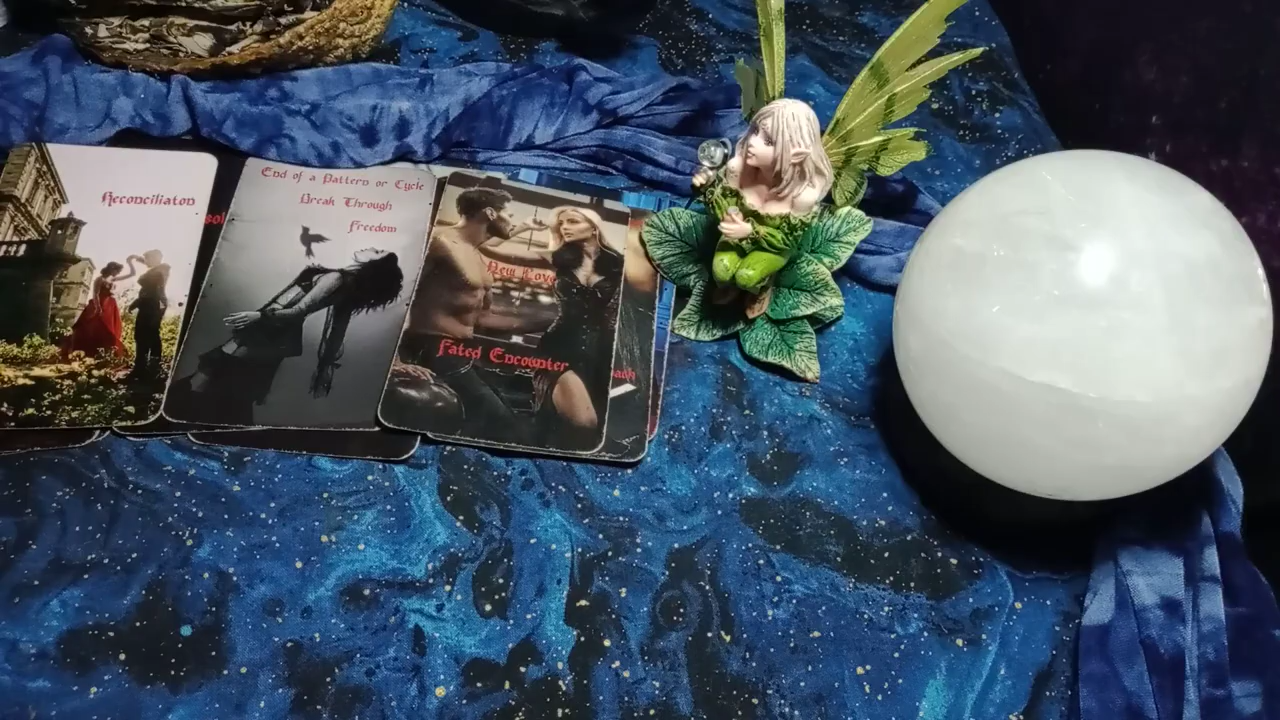 Reconciliaton
End of a Pattern or Cycle
Break Through
Freedom
New Love
Fated Encounter